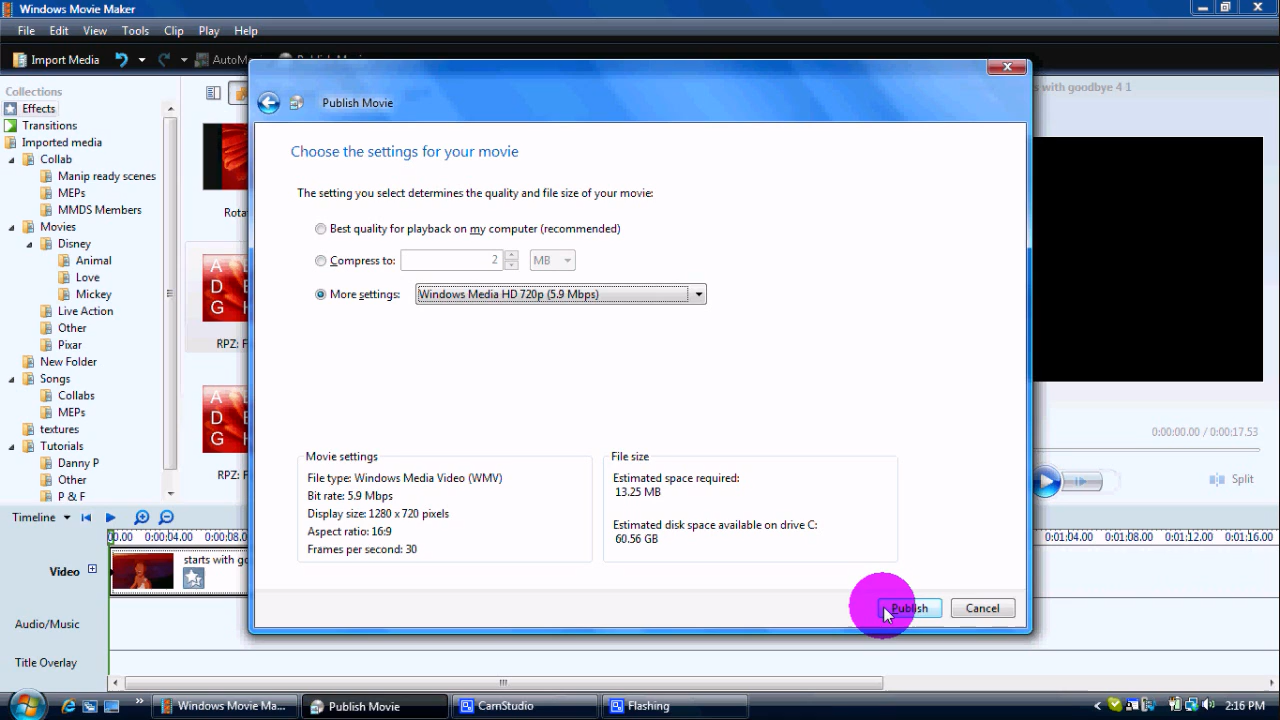 Windows Movie Maker
File Edit View Tools Clip Play Help
Import Media
Collections
Effects
Transitions
Imported media
Collab
Manip ready scenes
MEPs
MMDS Members
Movies
Disney
Animal
Love
Mickey
Live Action
Other
Pixar
New Folder
Songs
Collabs
MEPs
textures
Tutorials
Danny P
Other
P & F
Publish Movie
Choose the settings for your movie
The setting you select determines the quality and file size of your movie:
Best quality for playback on my computer (recommended)
Compress to: 2 MB
More settings: Windows Media HD 720p (5.9 Mbps)
Movie settings
File type: Windows Media Video (WMV)
Bit rate: 5.9 Mbps
Display size: 1280 x 720 pixels
Aspect ratio: 16:9
Frames per second: 30
File size
Estimated space required:
13.25 MB
Estimated disk space available on drive C:
60.56 GB
Publish Cancel
with goodbye 4 1
0:00:00.00 / 0:00:17.53
Split
Timeline
0:00:04.00 0:00:08.0 0:01:04.00 0:01:08.00 0:01:12.00 0:01:16.00
Video
starts with go
Audio/Music
Title Overlay
Windows Movie Ma... Publish Movie CamStudio Flashing 2:16 PM